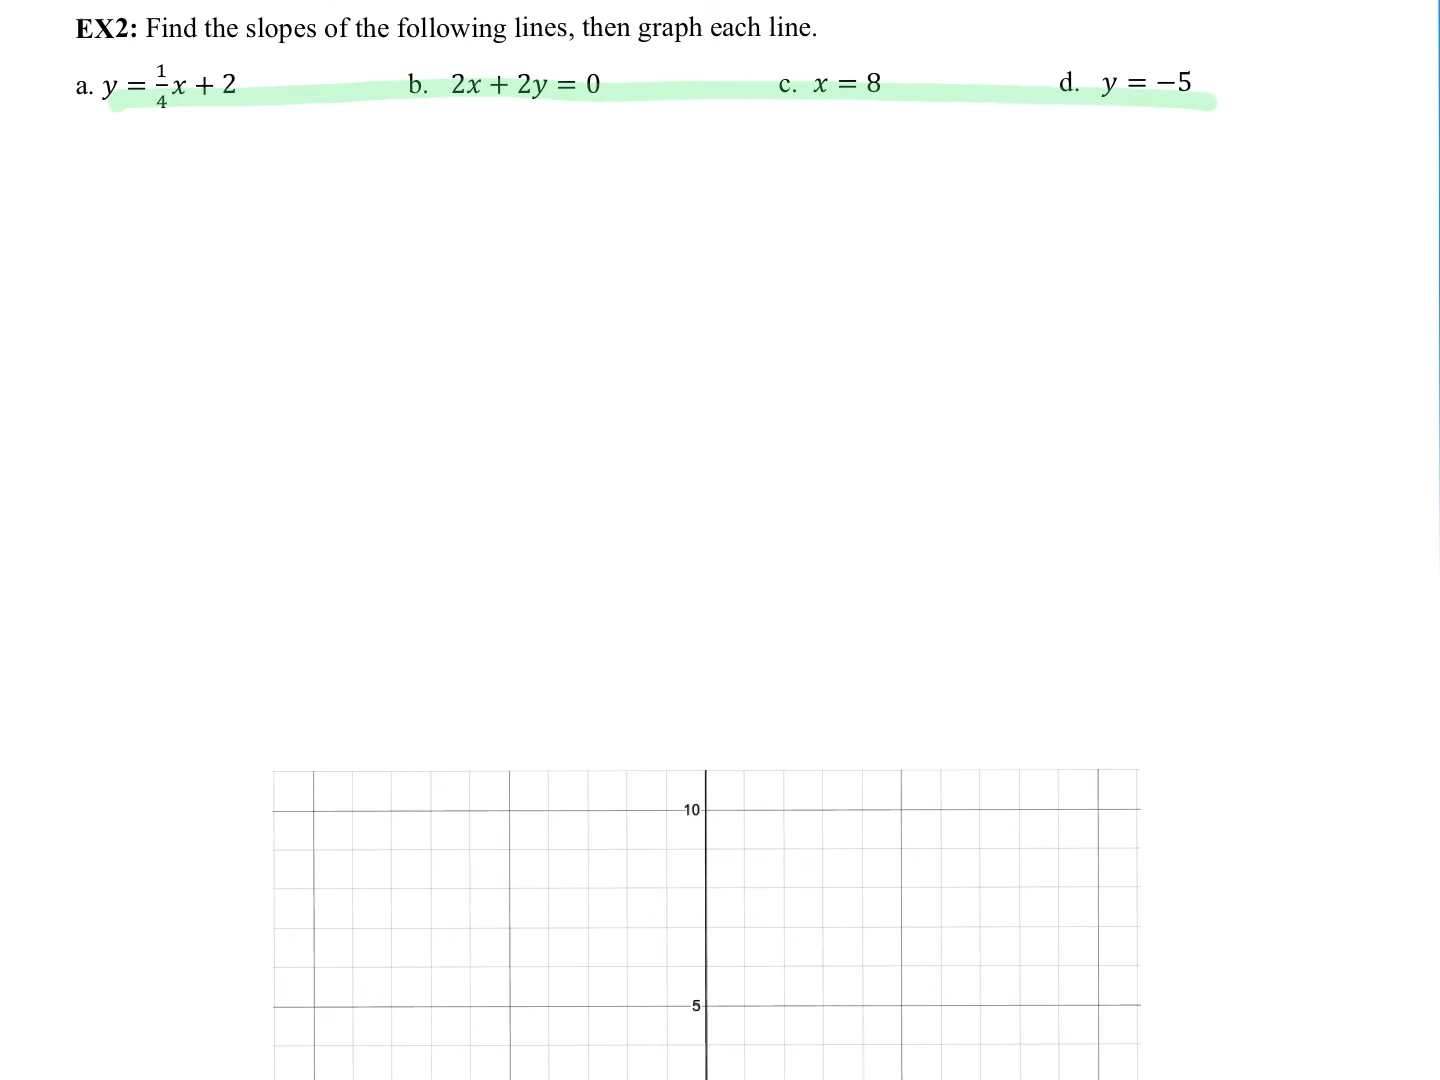 EX2: Find the slopes of the following lines, then graph each line.
a. y = 1/4 x + 2 b. 2x + 2y = 0 c. x = 8 d. y = −5
10
5